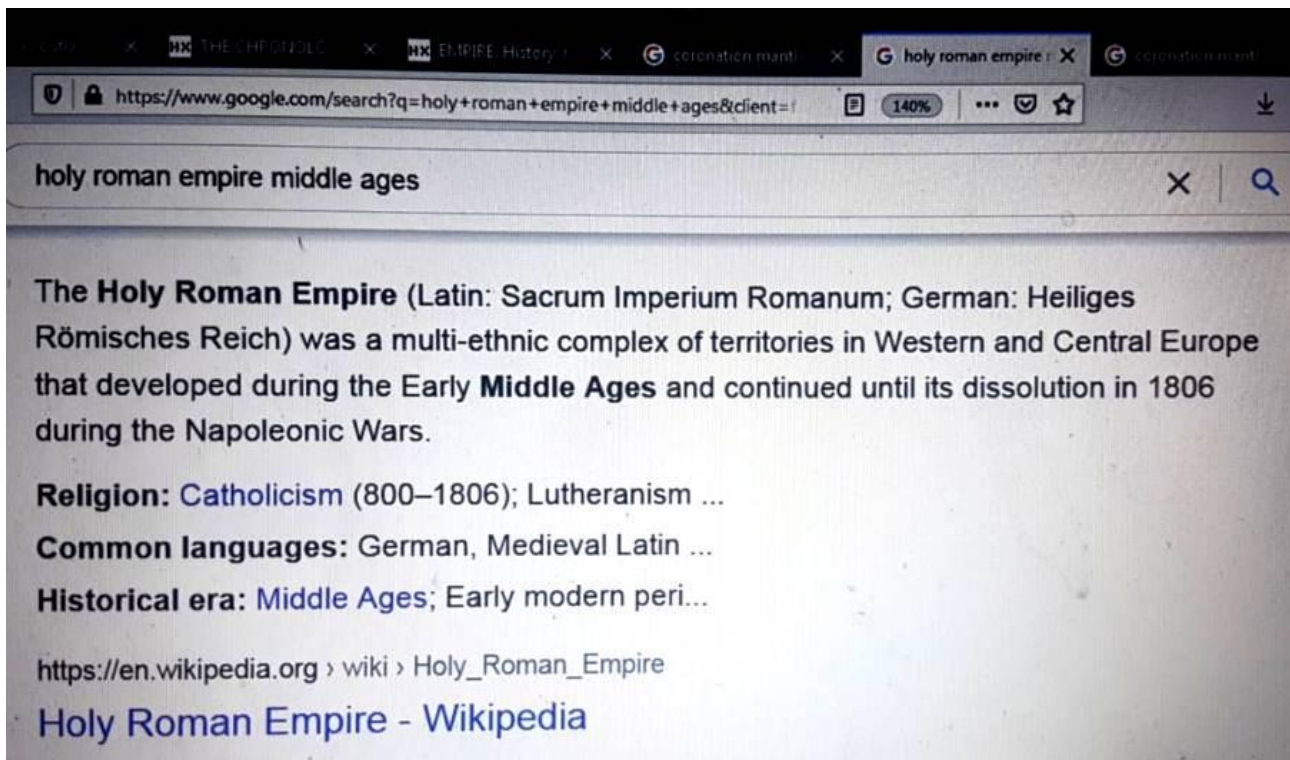 THE CHRONOLO
EMPIRE. History
coronation manti
holy roman empire
https://www.google.com/search?q=holy+roman+empire+middle+ages&client=
140%
holy roman empire middle ages
The Holy Roman Empire (Latin: Sacrum Imperium Romanum; German: Heiliges
Römisches Reich) was a multi-ethnic complex of territories in Western and Central Europe
that developed during the Early Middle Ages and continued until its dissolution in 1806
during the Napoleonic Wars.
Religion: Catholicism (800–1806); Lutheranism ...
Common languages: German, Medieval Latin ...
Historical era: Middle Ages; Early modern peri...
https://en.wikipedia.org › wiki › Holy_Roman_Empire
Holy Roman Empire - Wikipedia